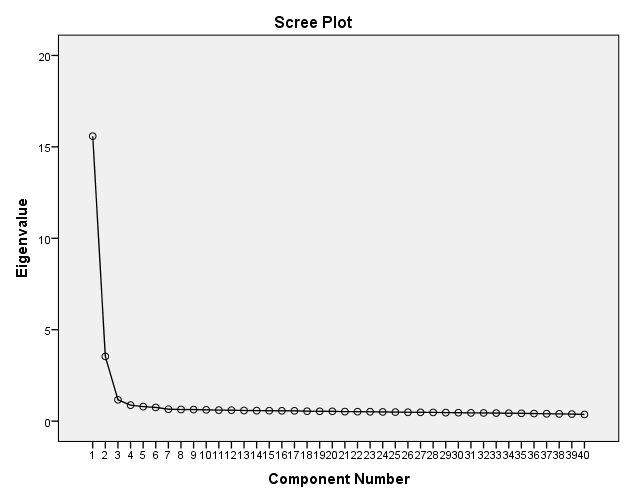 Scree Plot
20
15
10
5
0
Eigenvalue
1 2 3 4 5 6 7 8 9 10 11 12 13 14 15 16 17 18 19 20 21 22 23 24 25 26 27 28 29 30 31 32 33 34 35 36 37 38 39 40
Component Number